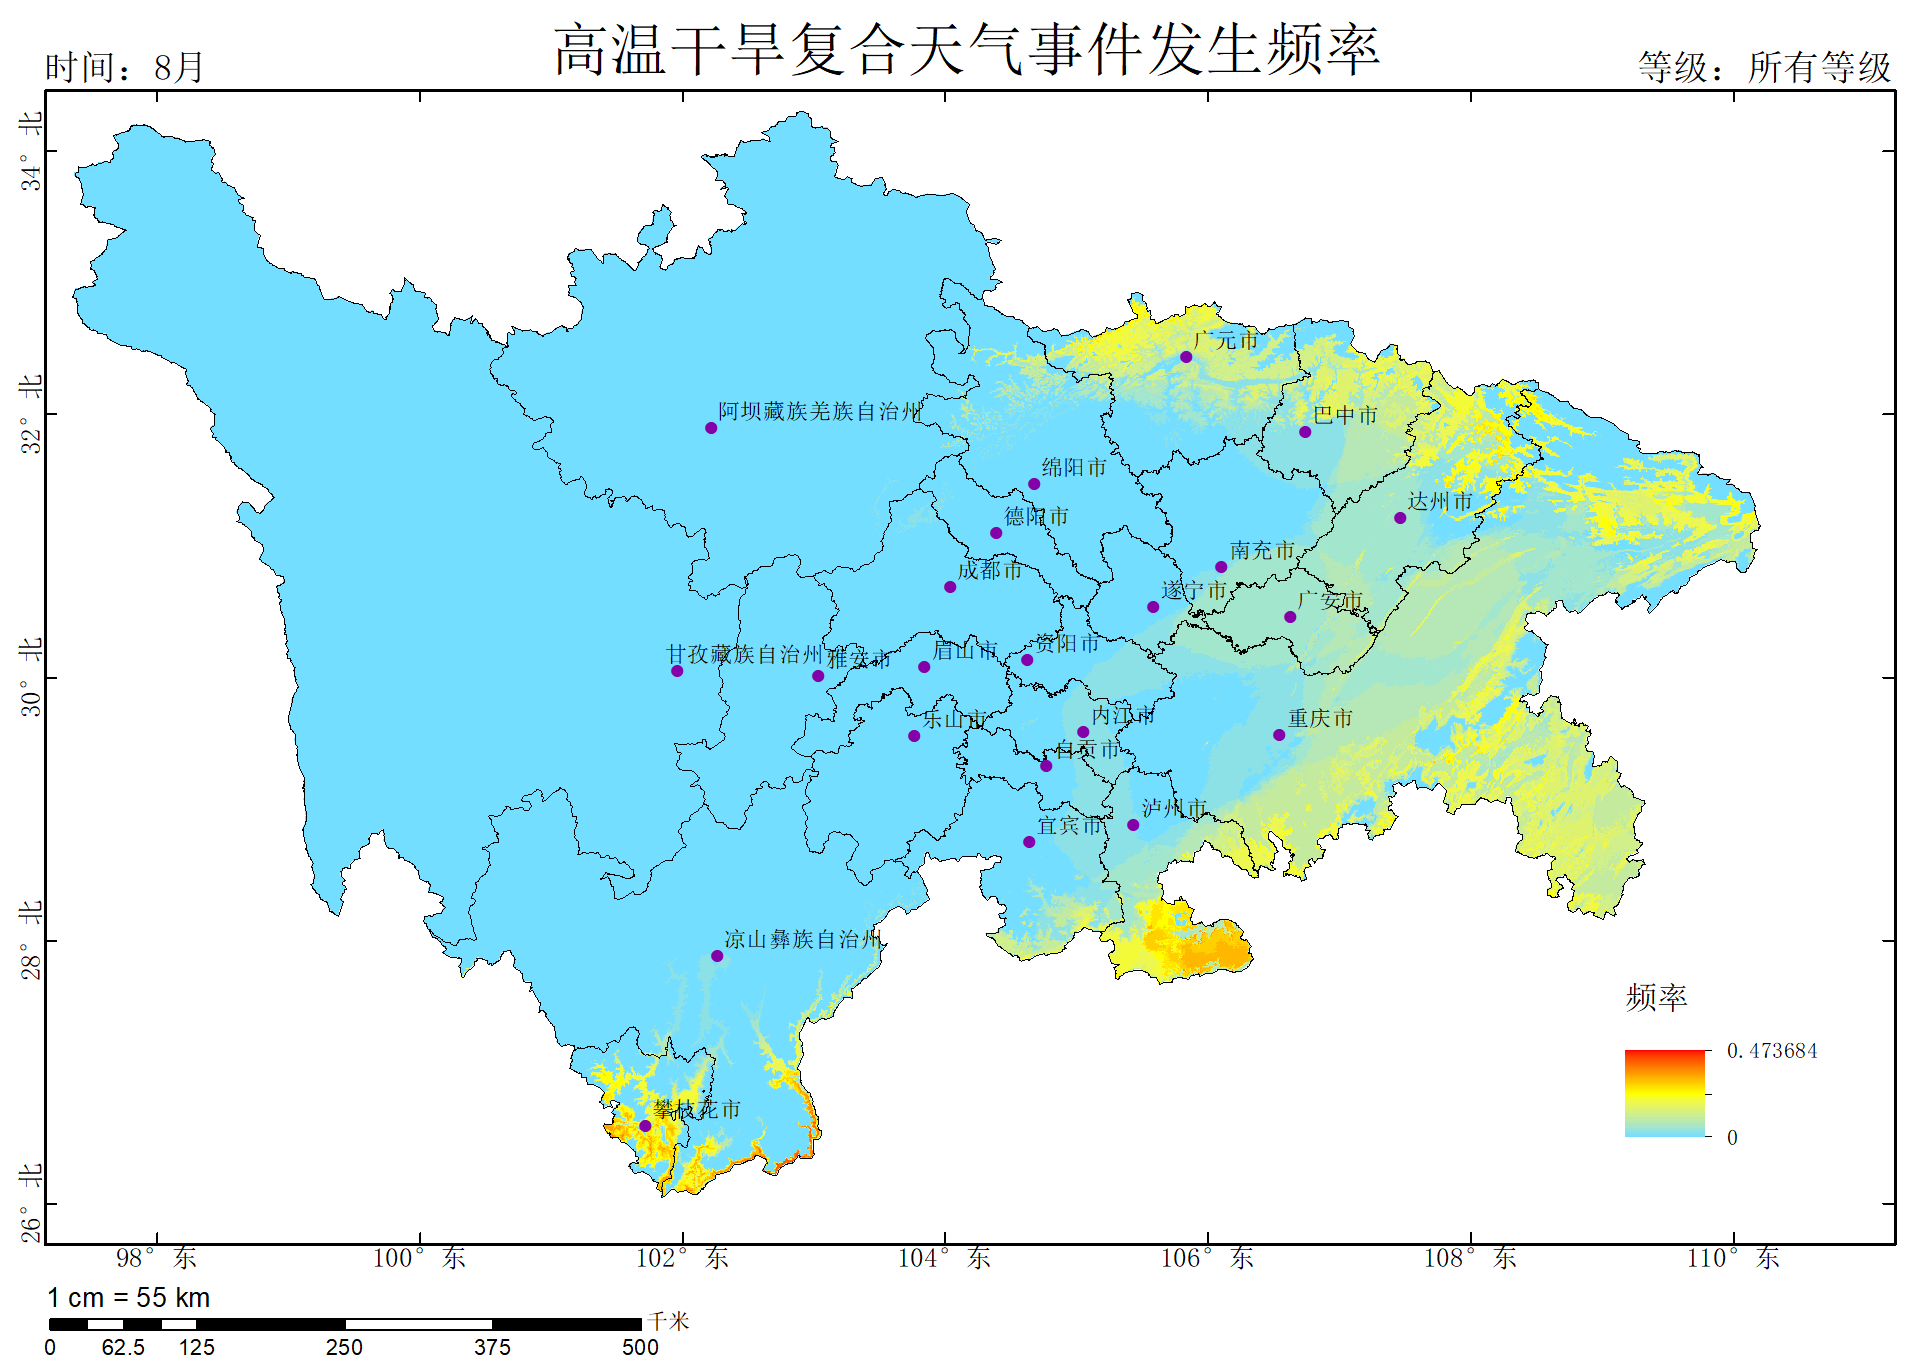 高温干旱复合天气事件发生频率
时间：8月
等级：所有等级
34° 北
32° 北
30° 北
28° 北
26° 北
广元市
阿坝藏族羌族自治州
巴中市
绵阳市
达州市
德阳市
南充市
成都市
遂宁市
广安市
资阳市
眉山市
甘孜藏族自治州
雅安市
内江市
重庆市
乐山市
自贡市
泸州市
宜宾市
凉山彝族自治州
攀枝花市
频率
0.473684
0
98° 东
100° 东
102° 东
104° 东
106° 东
108° 东
110° 东
1 cm = 55 km
千米
0 62.5 125 250 375 500